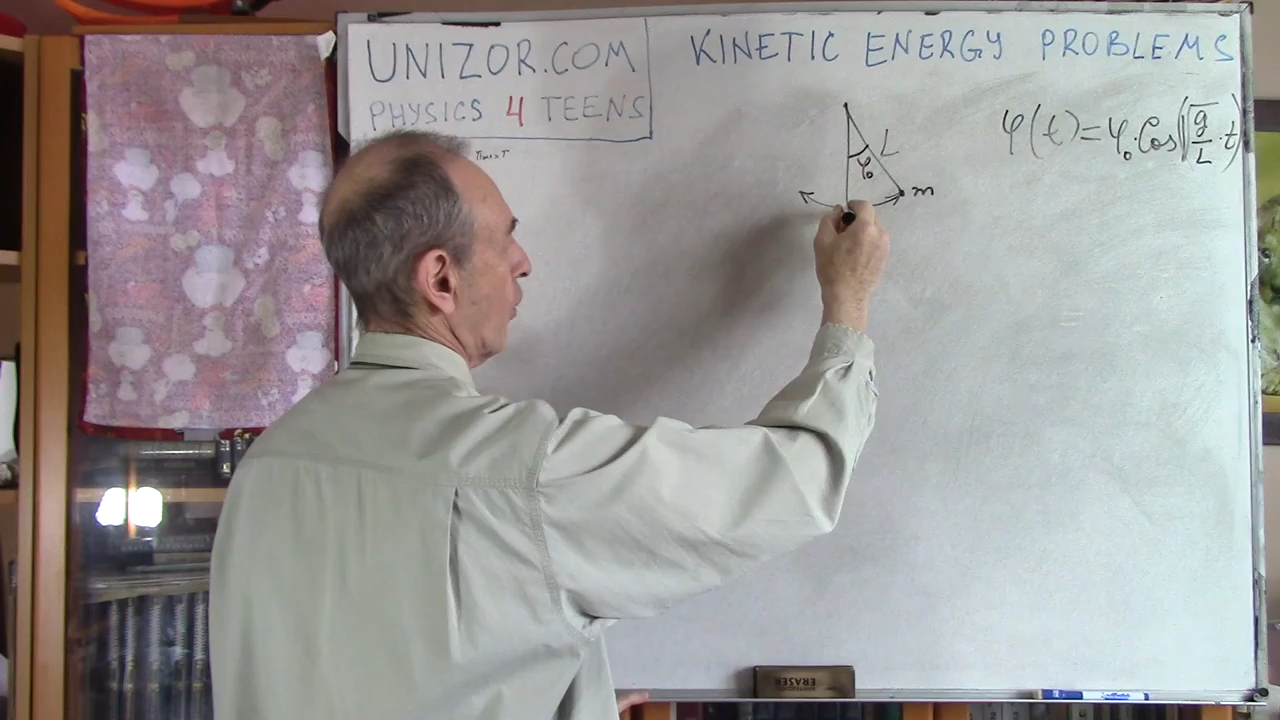 UNIZOR.COM
PHYSICS 4 TEENS
KINETIC ENERGY PROBLEMS
L
φ₀
m
φ(t)=φ₀·Cos(√g/L·t)
ERASER